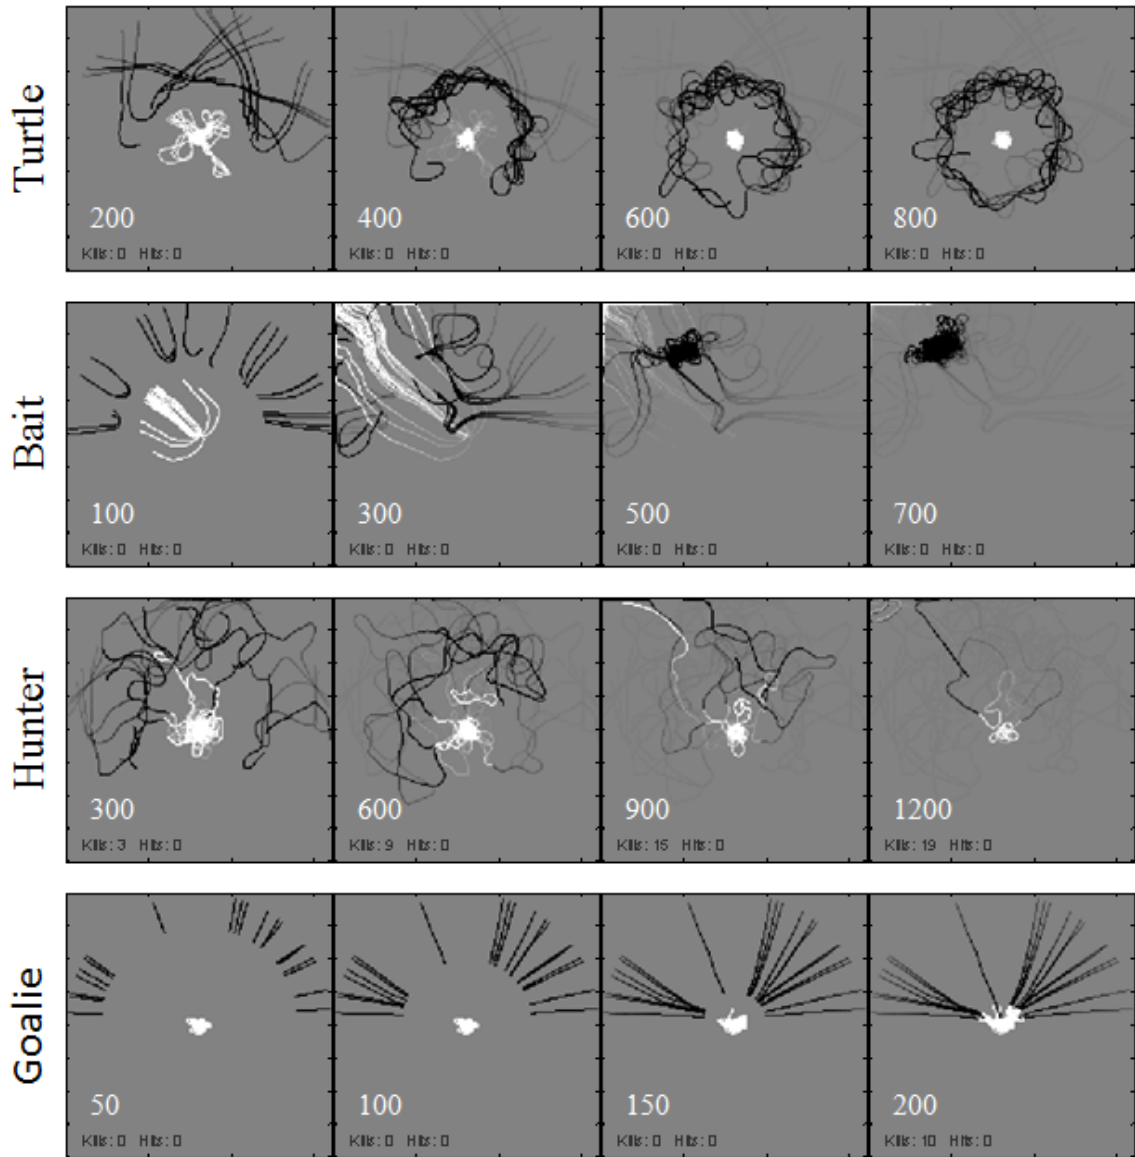 Turtle
200
400
600
800
Kills: 0 Hits: 0
Kills: 0 Hits: 0
Kills: 0 Hits: 0
Kills: 0 Hits: 0
Bait
100
300
500
700
Kills: 0 Hits: 0
Kills: 0 Hits: 0
Kills: 0 Hits: 0
Kills: 0 Hits: 0
Hunter
300
600
900
1200
Kills: 3 Hits: 0
Kills: 9 Hits: 0
Kills: 15 Hits: 0
Kills: 19 Hits: 0
Goalie
50
100
150
200
Kills: 0 Hits: 0
Kills: 0 Hits: 0
Kills: 0 Hits: 0
Kills: 10 Hits: 0